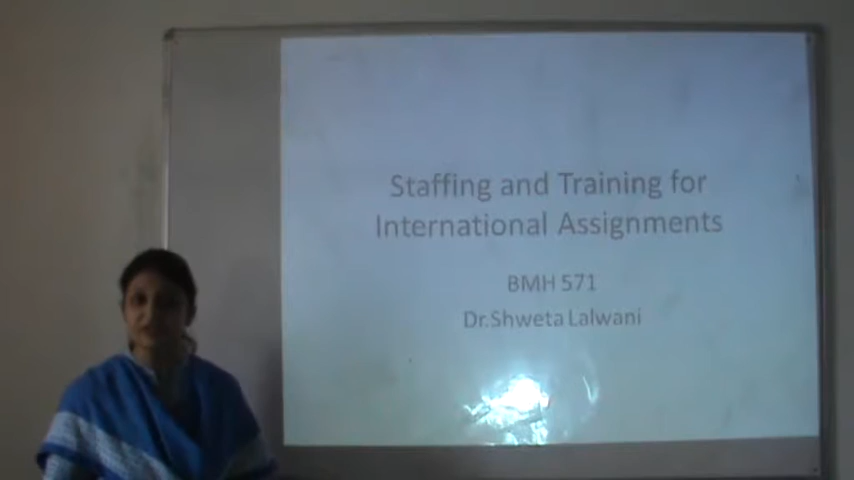 Staffing and Training for
International Assignments
BMH 571
Dr.Shweta Lalwani